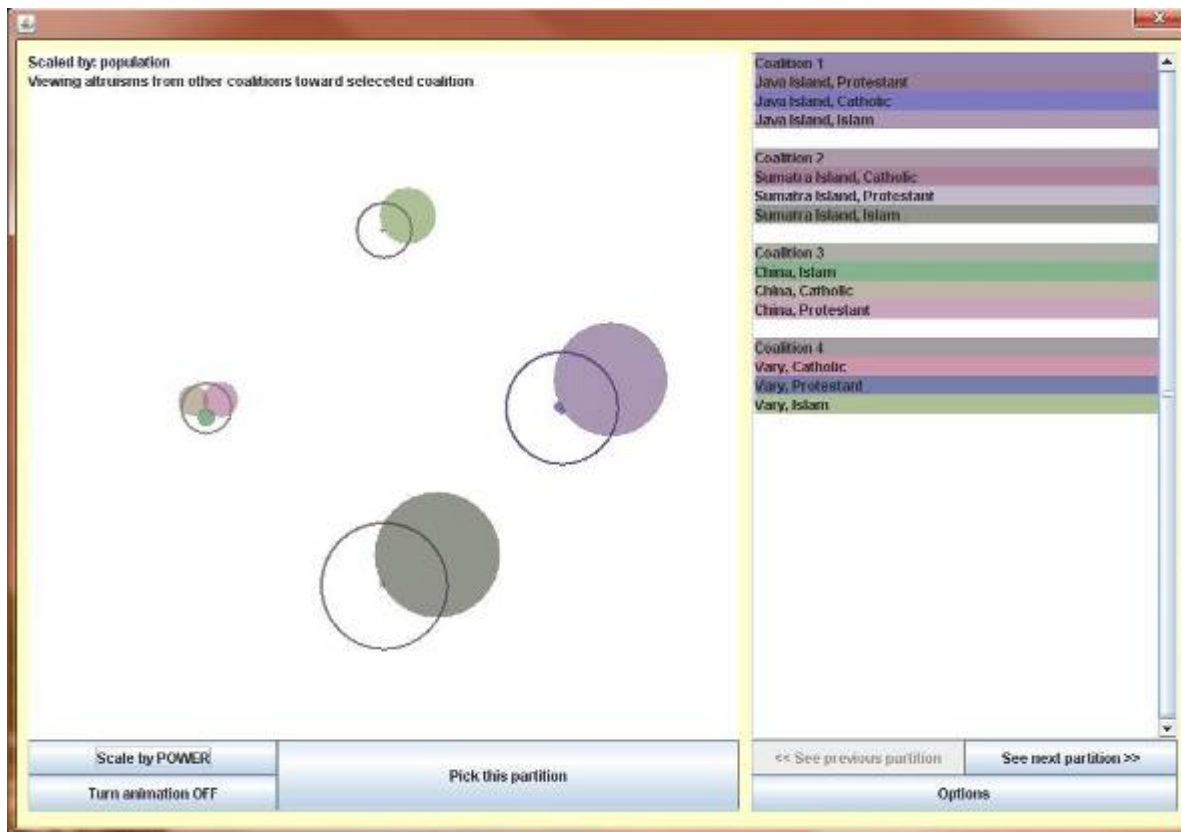 Scaled by: population
Viewing altruisms from other coalitions toward seleceted coalition
Coalition 1
Java Island, Protestant
Java Island, Catholic
Java Island, Islam
Coalition 2
Sumatra Island, Catholic
Sumatra Island, Protestant
Sumatra Island, Islam
Coalition 3
China, Islam
China, Catholic
China, Protestant
Coalition 4
Vary, Catholic
Vary, Protestant
Vary, Islam
Scale by POWER
Turn animation OFF
Pick this partition
<< See previous partition
See next partition >>
Options